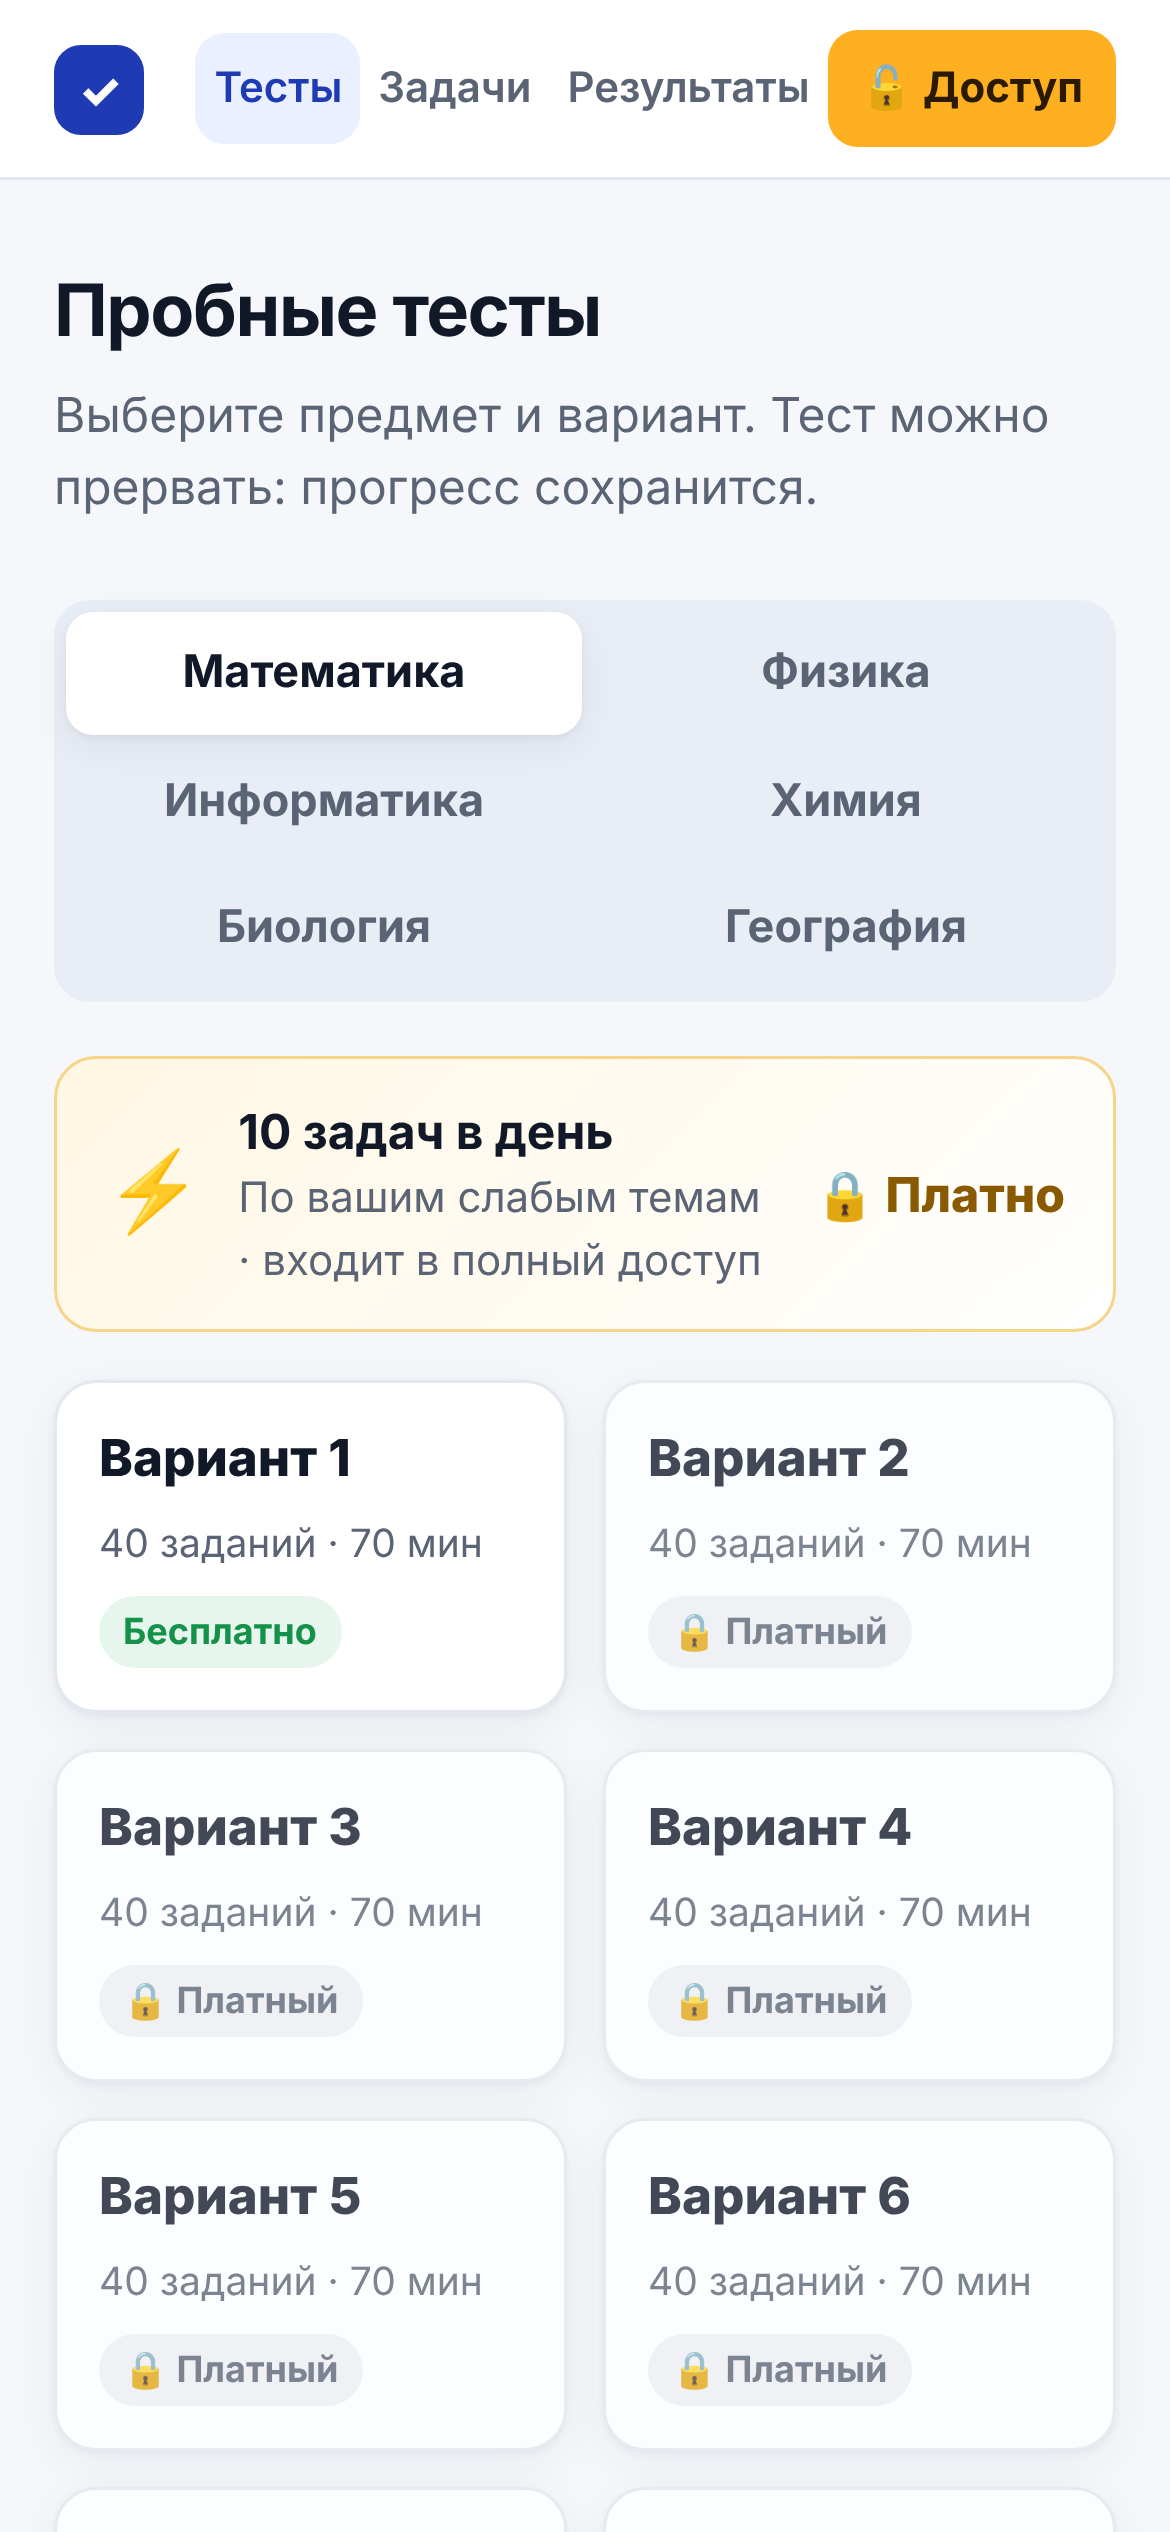 Тесты Задачи Результаты 🔓 Доступ
Пробные тесты
Выберите предмет и вариант. Тест можно
прервать: прогресс сохранится.
Математика Физика
Информатика Химия
Биология География
10 задач в день
По вашим слабым темам
· входит в полный доступ
🔒 Платно
Вариант 1
40 заданий · 70 мин
Бесплатно
Вариант 2
40 заданий · 70 мин
🔒 Платный
Вариант 3
40 заданий · 70 мин
🔒 Платный
Вариант 4
40 заданий · 70 мин
🔒 Платный
Вариант 5
40 заданий · 70 мин
🔒 Платный
Вариант 6
40 заданий · 70 мин
🔒 Платный